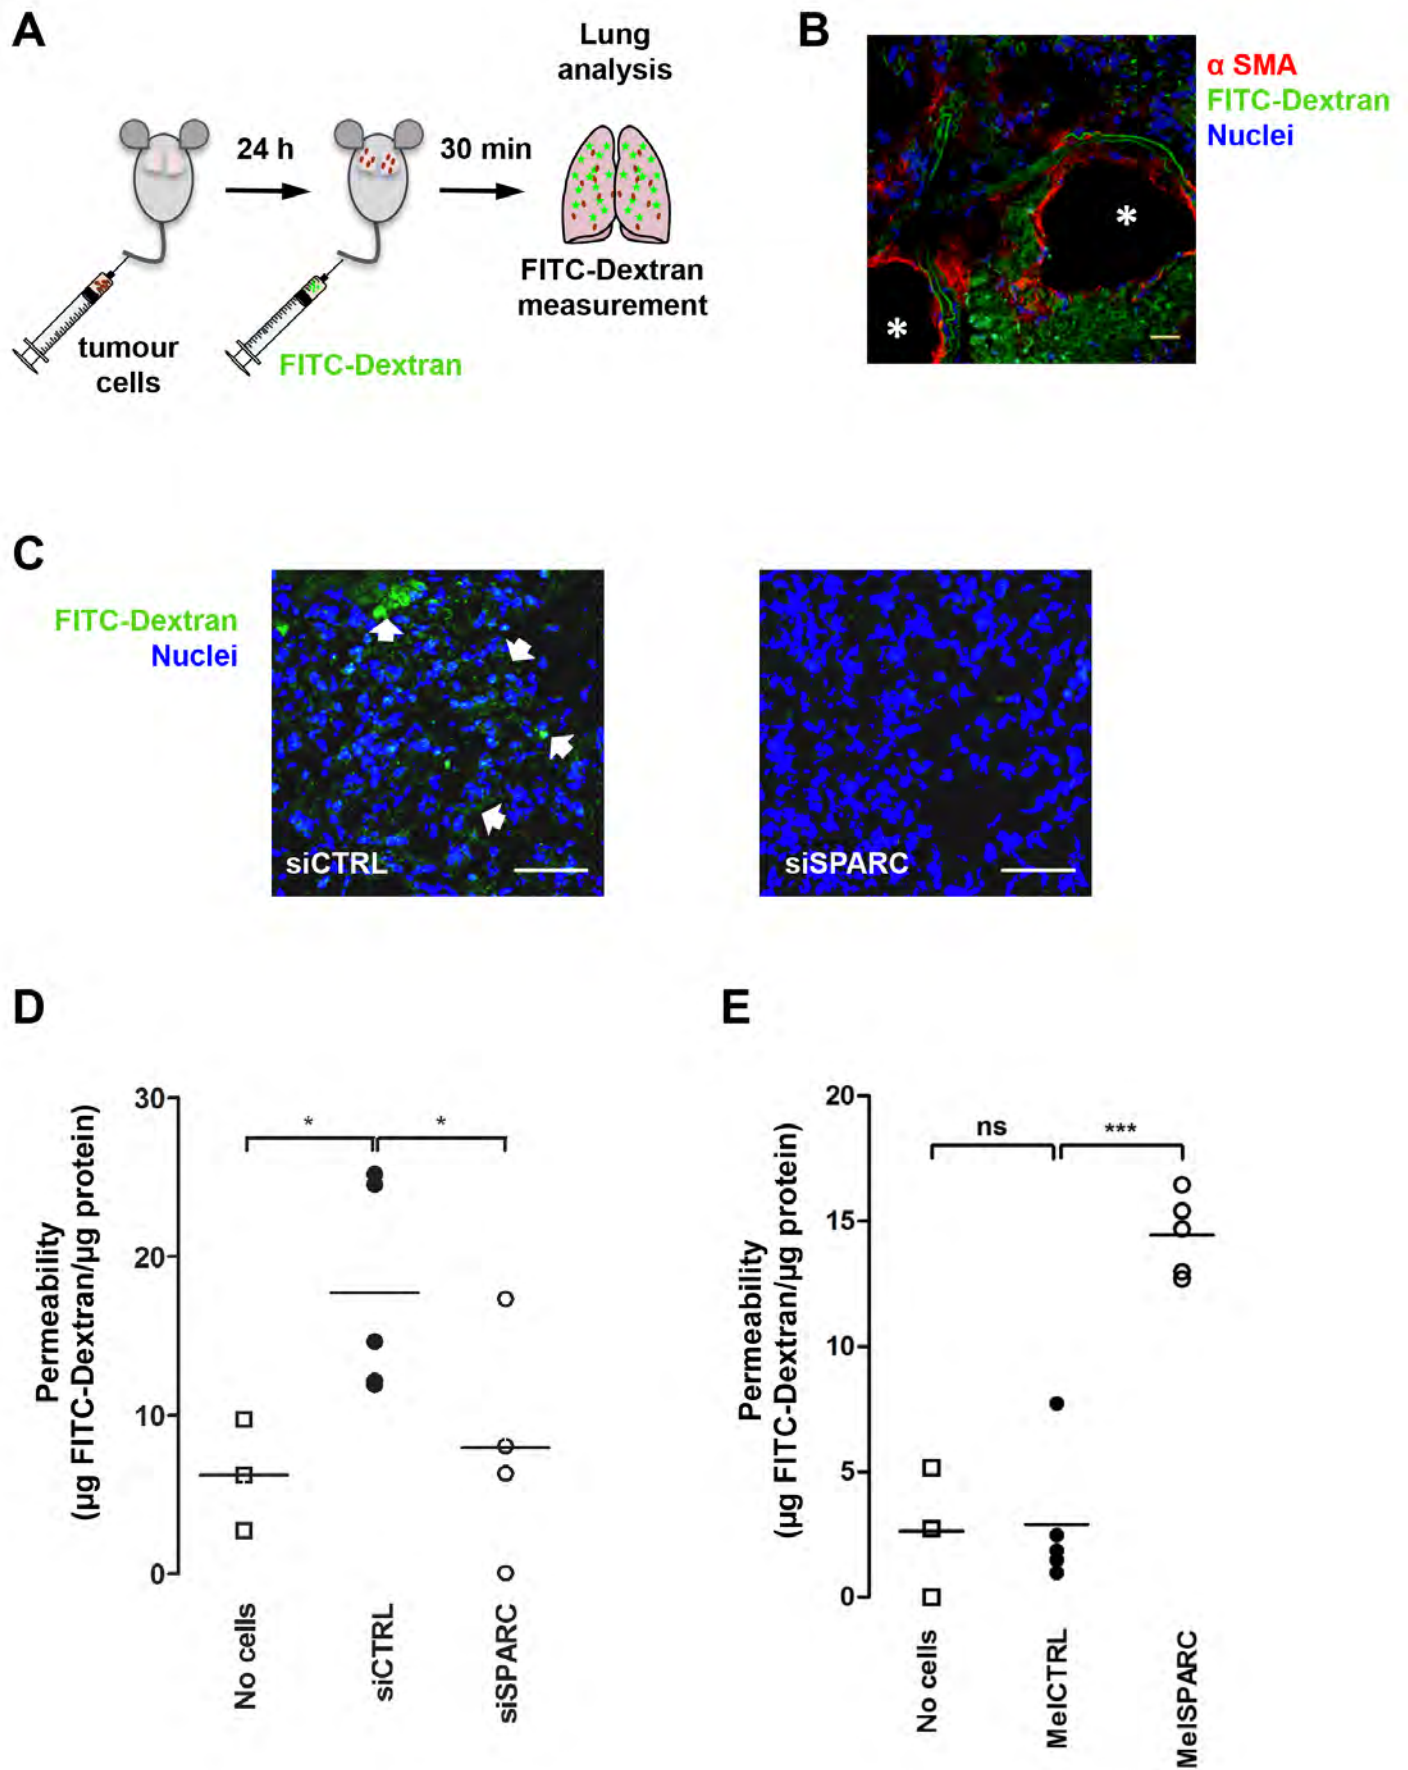 A
Lung
analysis
24 h
30 min
tumour
cells
FITC-Dextran
FITC-Dextran
measurement
B
α SMA
FITC-Dextran
Nuclei
*
*
C
FITC-Dextran
Nuclei
siCTRL
siSPARC
D
Permeability
(µg FITC-Dextran/µg protein)
30
20
10
0
*
*
No cells
siCTRL
siSPARC
E
Permeability
(µg FITC-Dextran/µg protein)
20
15
10
5
0
ns
***
No cells
MelCTRL
MelSPARC